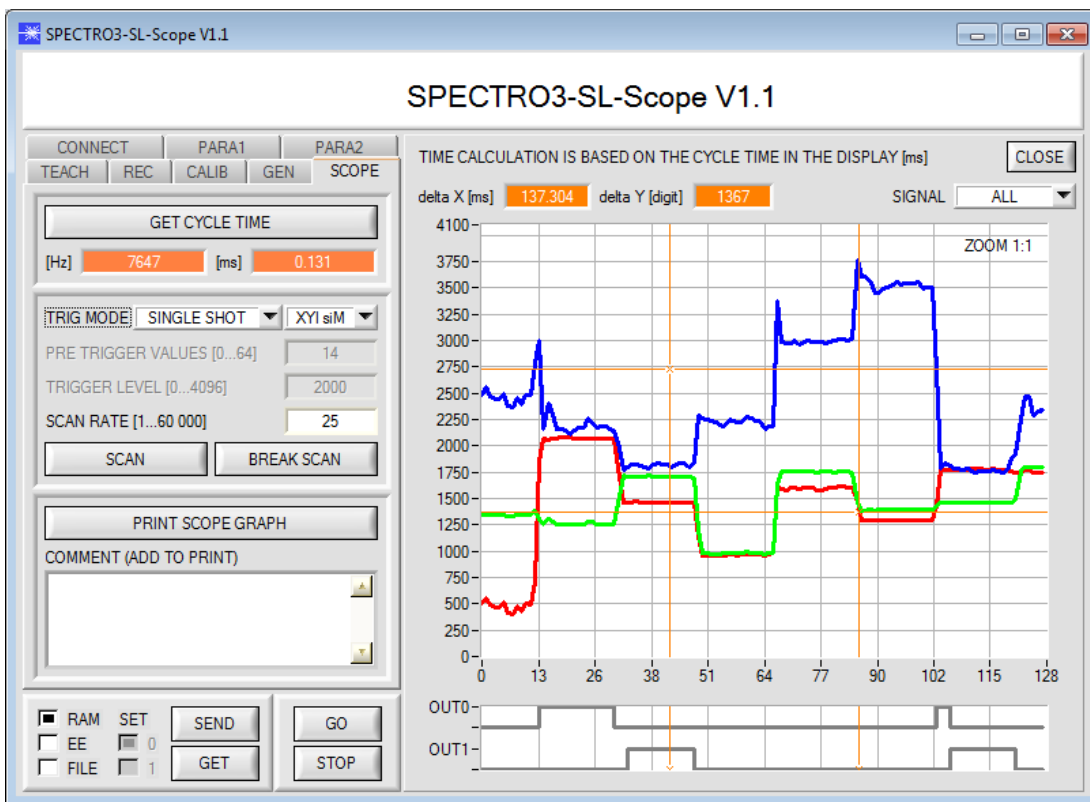 SPECTRO3-SL-Scope V1.1
SPECTRO3-SL-Scope V1.1
CONNECT PARA1 PARA2
TEACH REC CALIB GEN SCOPE
GET CYCLE TIME
[Hz] 7647 [ms] 0.131
TRIG MODE SINGLE SHOT XYI siM
PRE TRIGGER VALUES [0...64] 14
TRIGGER LEVEL [0...4096] 2000
SCAN RATE [1...60 000] 25
SCAN BREAK SCAN
PRINT SCOPE GRAPH
COMMENT (ADD TO PRINT)
RAM SET SEND GO
EE 0
FILE 1 GET STOP
TIME CALCULATION IS BASED ON THE CYCLE TIME IN THE DISPLAY [ms] CLOSE
delta X [ms] 137.304 delta Y [digit] 1367 SIGNAL ALL
ZOOM 1:1
4100
3750
3500
3250
3000
2750
2500
2250
2000
1750
1500
1250
1000
750
500
250
0
0 13 26 38 51 64 77 90 102 115 128
OUT0
OUT1